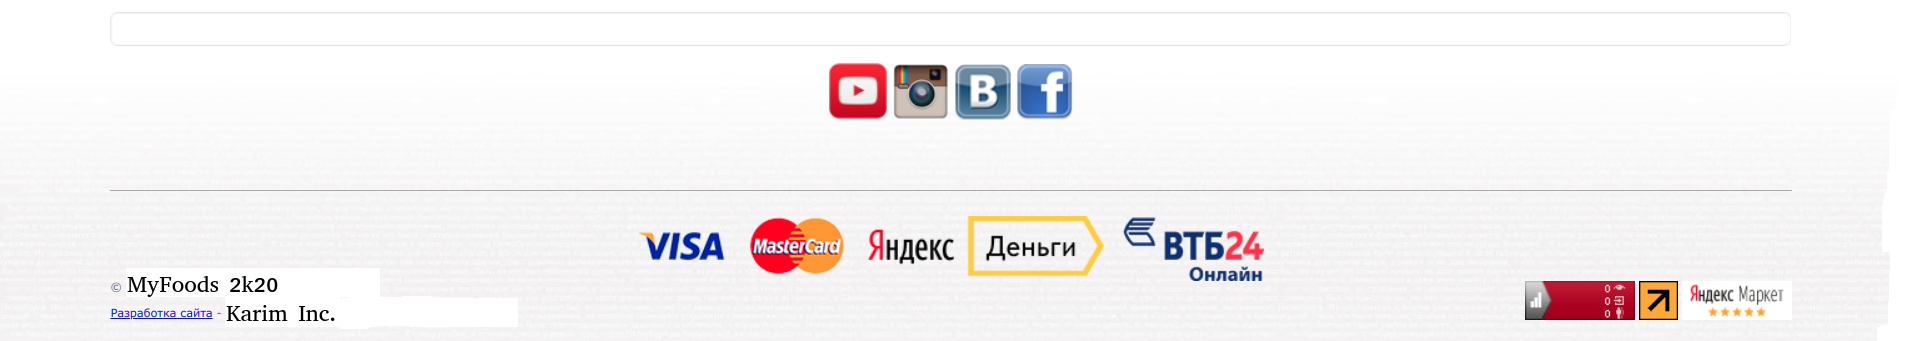 VISA MasterCard Яндекс Деньги ВТБ24
Онлайн
© MyFoods 2k20
Разработка сайта - Karim Inc.
0
0
0
Яндекс Маркет